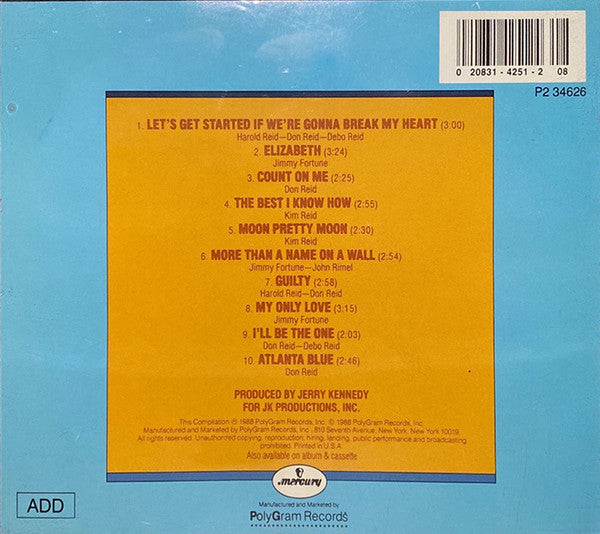 0 20831 - 4251 - 2 08
P2 34626
1. LET'S GET STARTED IF WE'RE GONNA BREAK MY HEART (3:00)
Harold Reid—Don Reid—Debo Reid
2. ELIZABETH (3:24)
Jimmy Fortune
3. COUNT ON ME (2:25)
Don Reid
4. THE BEST I KNOW HOW (2:55)
Kim Reid
5. MOON PRETTY MOON (2:30)
Kim Reid
6. MORE THAN A NAME ON A WALL (2:54)
Jimmy Fortune—John Rimel
7. GUILTY (2:58)
Harold Reid—Don Reid
8. MY ONLY LOVE (3:15)
Jimmy Fortune
9. I'LL BE THE ONE (2:03)
Don Reid—Debo Reid
10. ATLANTA BLUE (2:46)
Don Reid
PRODUCED BY JERRY KENNEDY
FOR JK PRODUCTIONS, INC.
This Compilation ℗ 1988 PolyGram Records, Inc. © 1988 PolyGram Records, Inc.
Manufactured and Marketed by PolyGram Records, Inc., 810 Seventh Avenue, New York, New York 10019.
All rights reserved. Unauthorized copying, reproduction, hiring, lending, public performance and broadcasting
prohibited. Printed in U.S.A.
Also available on album & cassette
mercury
ADD
Manufactured and Marketed by
PolyGram Records